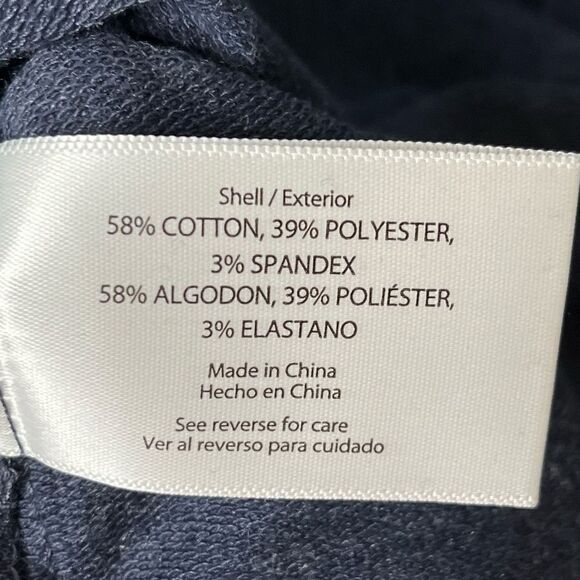 Shell / Exterior
58% COTTON, 39% POLYESTER,
3% SPANDEX
58% ALGODON, 39% POLIÉSTER,
3% ELASTANO
Made in China
Hecho en China
See reverse for care
Ver al reverso para cuidado